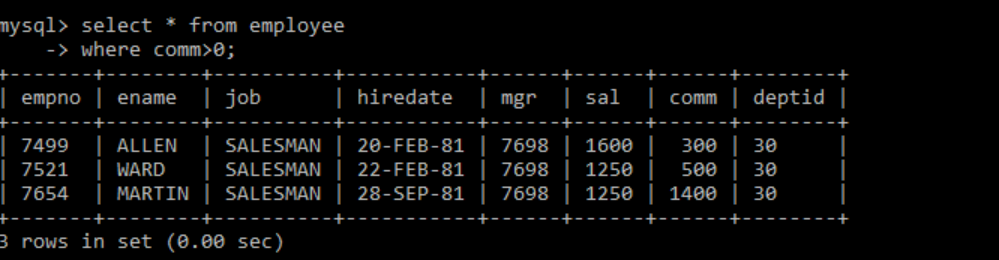 mysql> select * from employee
    -> where comm>0;
+-------+--------+----------+-----------+------+------+------+--------+
| empno | ename  | job      | hiredate  | mgr  | sal  | comm | deptid |
+-------+--------+----------+-----------+------+------+------+--------+
| 7499  | ALLEN  | SALESMAN | 20-FEB-81 | 7698 | 1600 |  300 | 30     |
| 7521  | WARD   | SALESMAN | 22-FEB-81 | 7698 | 1250 |  500 | 30     |
| 7654  | MARTIN | SALESMAN | 28-SEP-81 | 7698 | 1250 | 1400 | 30     |
+-------+--------+----------+-----------+------+------+------+--------+
3 rows in set (0.00 sec)